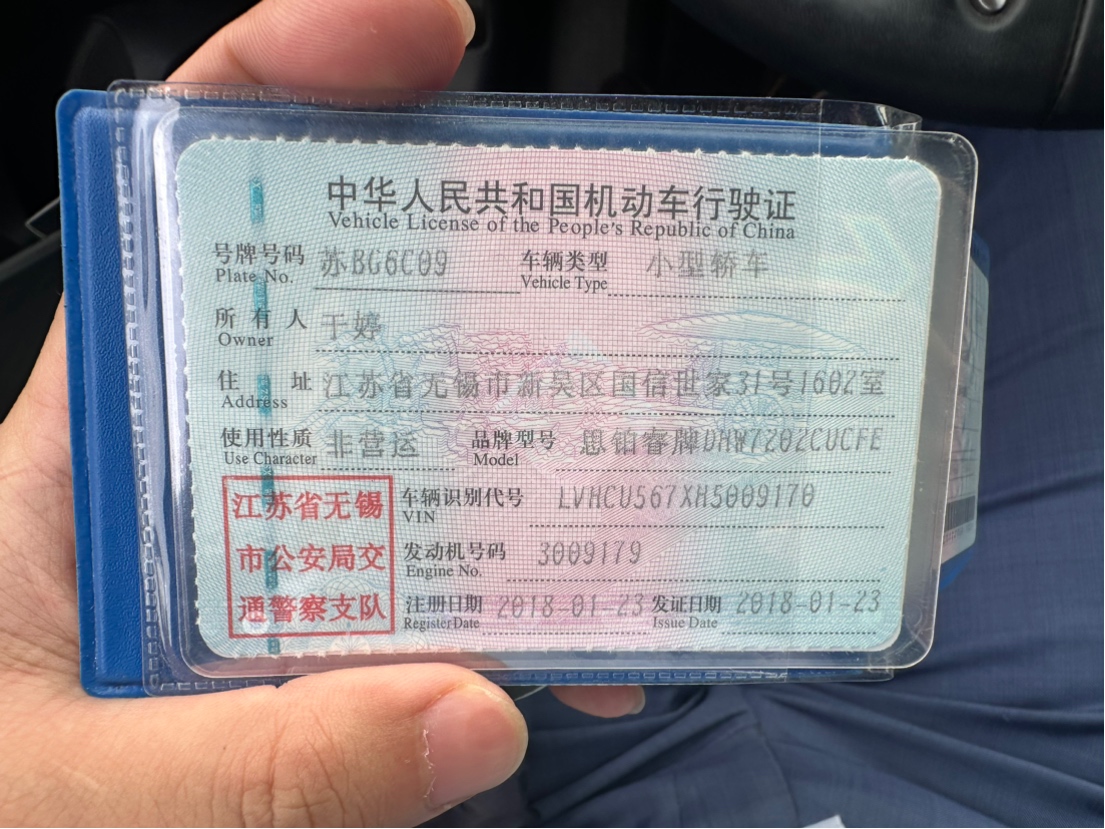 中华人民共和国机动车行驶证
Vehicle License of the People's Republic of China
号牌号码 苏BG6C09 车辆类型 小型轿车
Plate No. Vehicle Type
所有人 于婷
Owner
住址 江苏省无锡市新吴区国信世家31号1602室
Address
使用性质 非营运 品牌型号 思铂睿牌DHW7202CUCFE
Use Character Model
江苏省无锡 车辆识别代号 LVHCU567XH5009170
VIN
市公安局交 发动机号码 3009179
Engine No.
通警察支队 注册日期 2018-01-23 发证日期 2018-01-23
Register Date Issue Date